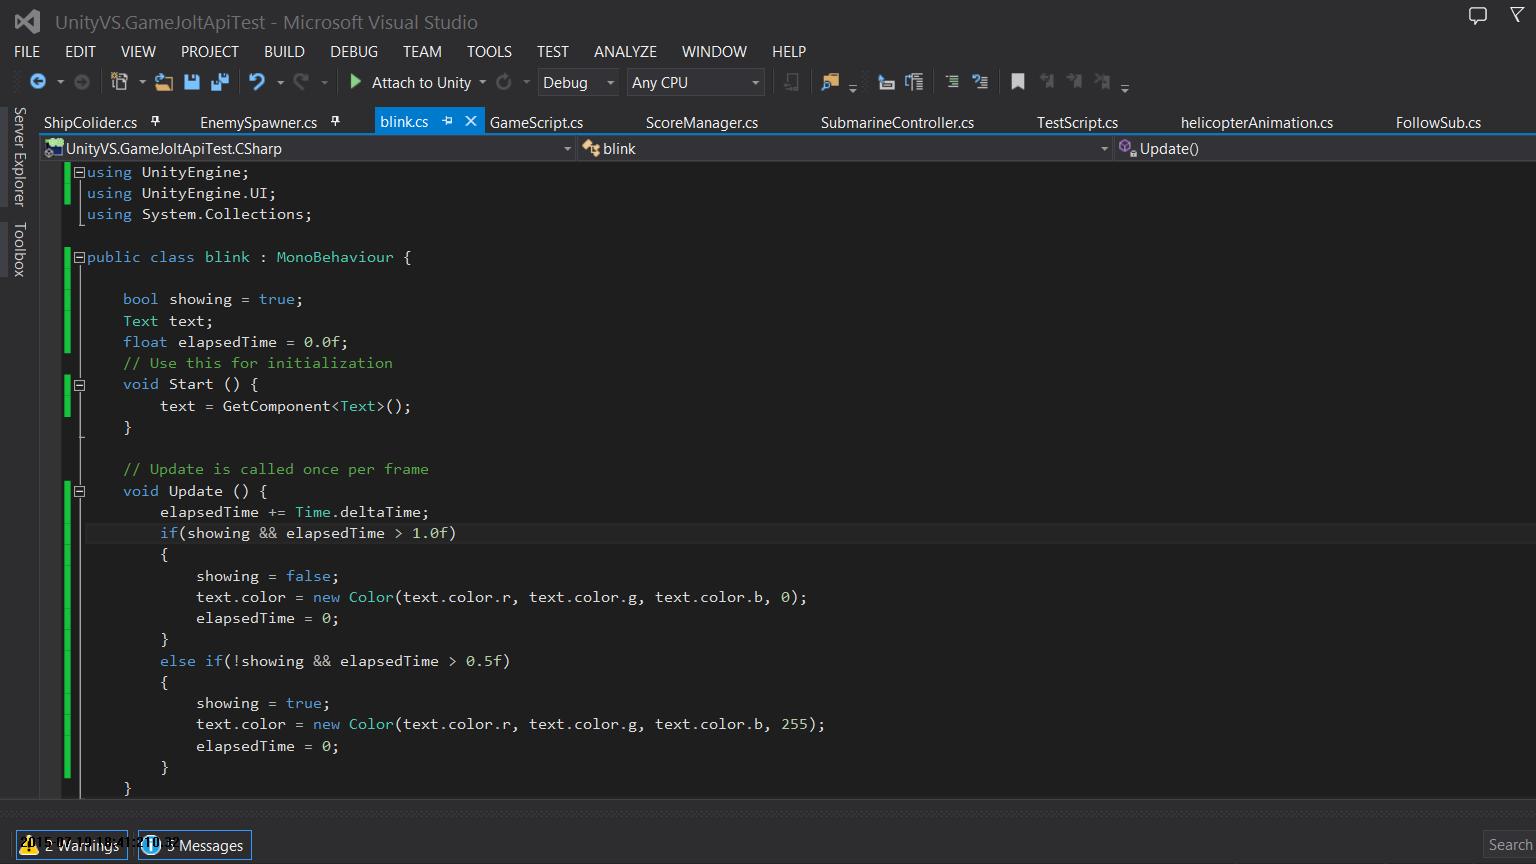 UnityVS.GameJoltApiTest - Microsoft Visual Studio
FILE EDIT VIEW PROJECT BUILD DEBUG TEAM TOOLS TEST ANALYZE WINDOW HELP
Attach to Unity Debug Any CPU
Server Explorer
Toolbox
ShipColider.cs EnemySpawner.cs blink.cs GameScript.cs ScoreManager.cs SubmarineController.cs TestScript.cs helicopterAnimation.cs FollowSub.cs
UnityVS.GameJoltApiTest.CSharp blink Update()
using UnityEngine;
using UnityEngine.UI;
using System.Collections;
public class blink : MonoBehaviour {
bool showing = true;
Text text;
float elapsedTime = 0.0f;
// Use this for initialization
void Start () {
text = GetComponent<Text>();
}
// Update is called once per frame
void Update () {
elapsedTime += Time.deltaTime;
if(showing && elapsedTime > 1.0f)
{
showing = false;
text.color = new Color(text.color.r, text.color.g, text.color.b, 0);
elapsedTime = 0;
}
else if(!showing && elapsedTime > 0.5f)
{
showing = true;
text.color = new Color(text.color.r, text.color.g, text.color.b, 255);
elapsedTime = 0;
}
}
2 Warnings 5 Messages
Search